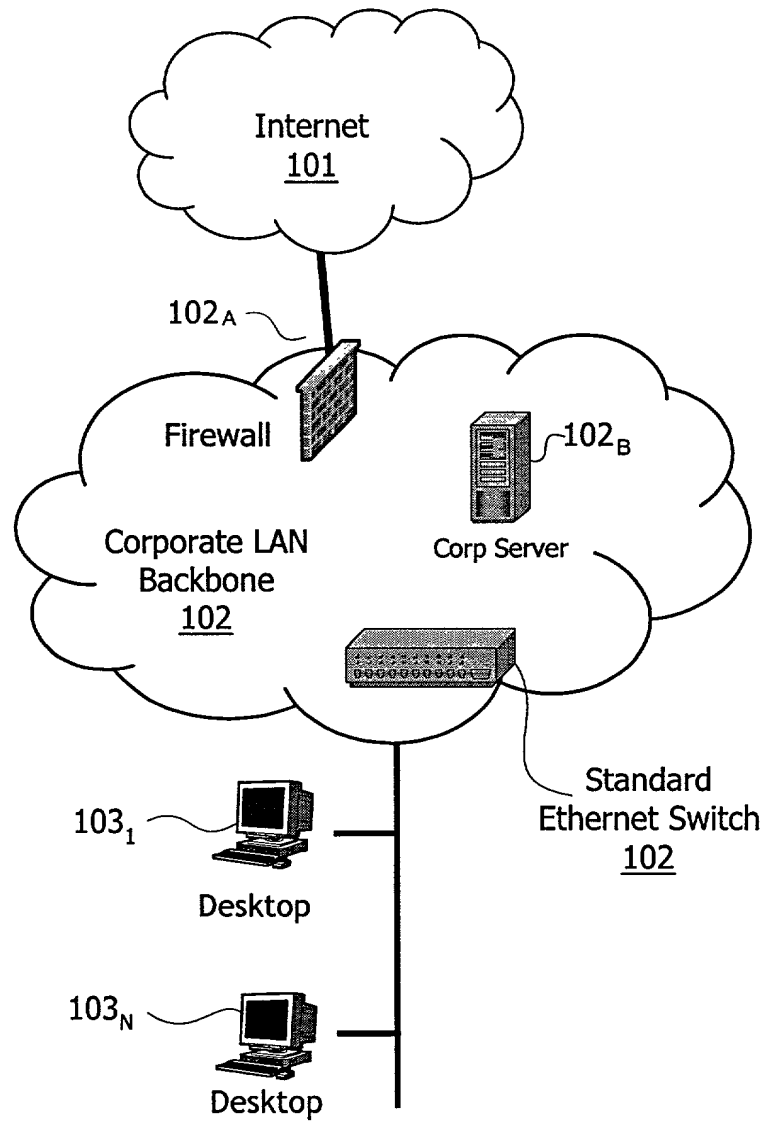 Internet
101
102A
Firewall
102B
Corp Server
Corporate LAN
Backbone
102
Standard
Ethernet Switch
102
1031
Desktop
103N
Desktop